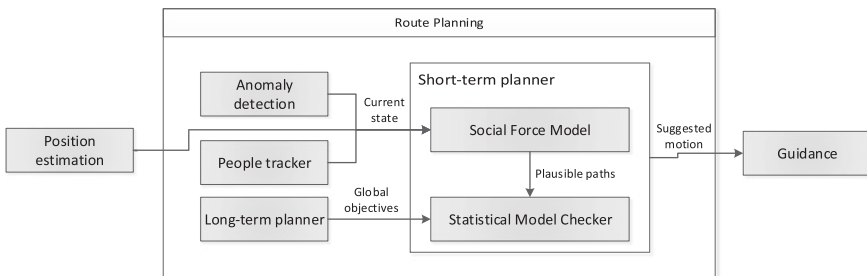 Route Planning
Short-term planner
Anomaly
detection
Current
state
Social Force Model
Position
estimation
People tracker
Suggested
motion
Guidance
Plausible paths
Global
objectives
Long-term planner
Statistical Model Checker